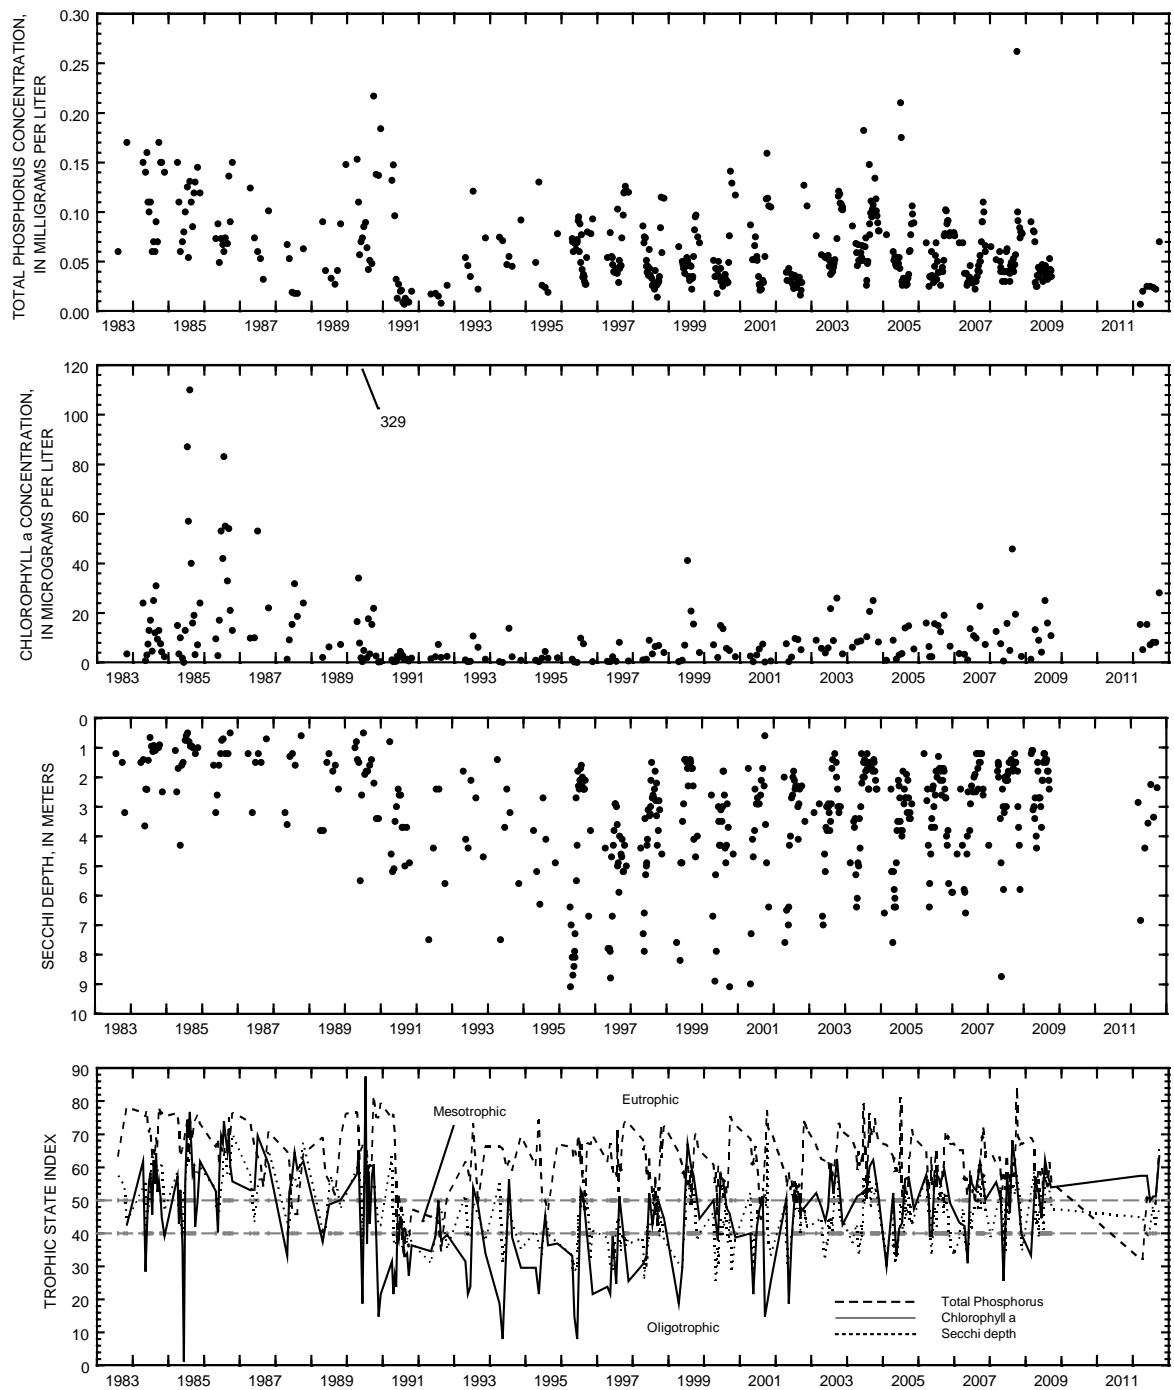 TOTAL PHOSPHORUS CONCENTRATION,
IN MILLIGRAMS PER LITER
0.30
0.25
0.20
0.15
0.10
0.05
0.00
1983 1985 1987 1989 1991 1993 1995 1997 1999 2001 2003 2005 2007 2009 2011
CHLOROPHYLL a CONCENTRATION,
IN MICROGRAMS PER LITER
120
100
80
60
40
20
0
329
1983 1985 1987 1989 1991 1993 1995 1997 1999 2001 2003 2005 2007 2009 2011
SECCHI DEPTH, IN METERS
0
1
2
3
4
5
6
7
8
9
10
1983 1985 1987 1989 1991 1993 1995 1997 1999 2001 2003 2005 2007 2009 2011
TROPHIC STATE INDEX
90
80
70
60
50
40
30
20
10
0
Mesotrophic
Eutrophic
Oligotrophic
Total Phosphorus
Chlorophyll a
Secchi depth
1983 1985 1987 1989 1991 1993 1995 1997 1999 2001 2003 2005 2007 2009 2011